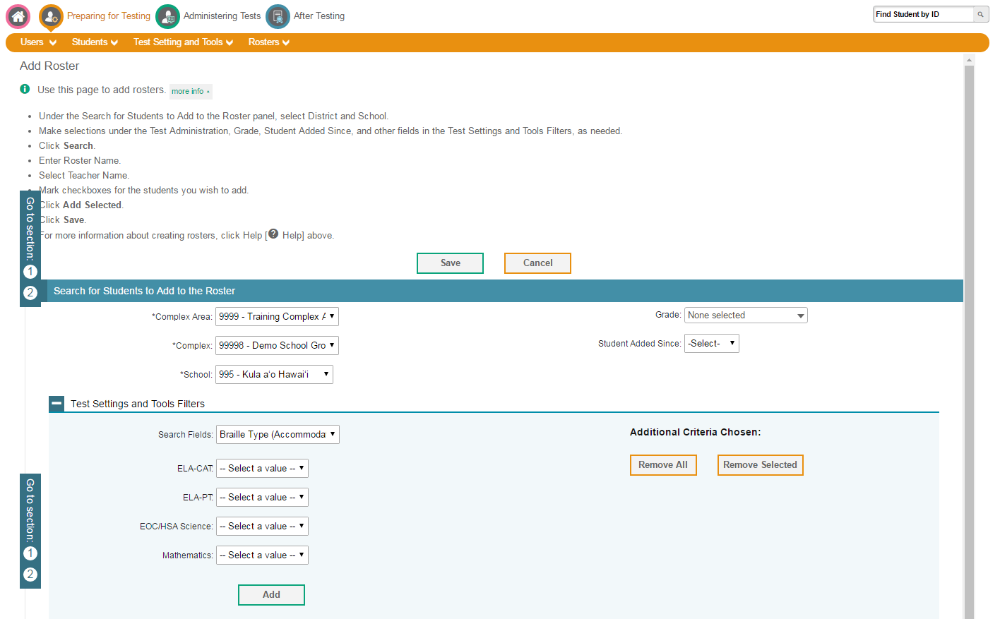 Preparing for Testing Administering Tests After Testing Find Student by ID
Users Students Test Setting and Tools Rosters
Add Roster
Use this page to add rosters. more info
Under the Search for Students to Add to the Roster panel, select District and School.
Make selections under the Test Administration, Grade, Student Added Since, and other fields in the Test Settings and Tools Filters, as needed.
Click Search.
Enter Roster Name.
Select Teacher Name.
Mark checkboxes for the students you wish to add.
Click Add Selected.
Click Save.
For more information about creating rosters, click Help [? Help] above.
Go to section: 1 2
Save Cancel
Search for Students to Add to the Roster
*Complex Area: 9999 - Training Complex A Grade: None selected
*Complex: 99998 - Demo School Gro Student Added Since: -Select-
*School: 995 - Kula aʻo Hawaiʻi
Test Settings and Tools Filters
Search Fields: Braille Type (Accommoda Additional Criteria Chosen:
ELA-CAT: -- Select a value -- Remove All Remove Selected
ELA-PT: -- Select a value --
EOC/HSA Science: -- Select a value --
Mathematics: -- Select a value --
Go to section: 1 2
Add